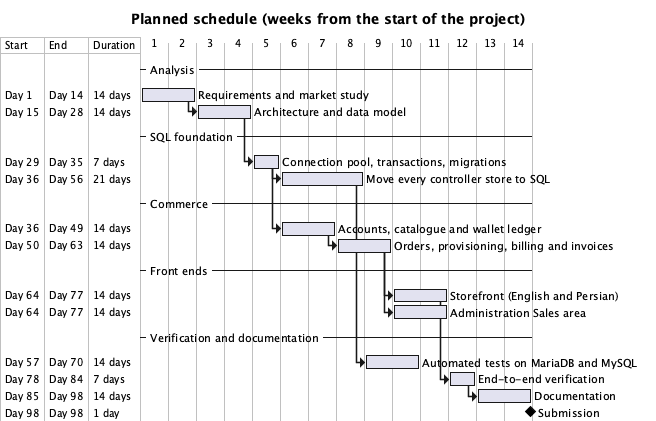 Planned schedule (weeks from the start of the project)
Start End Duration 1 2 3 4 5 6 7 8 9 10 11 12 13 14
Analysis
Day 1 Day 14 14 days Requirements and market study
Day 15 Day 28 14 days Architecture and data model
SQL foundation
Day 29 Day 35 7 days Connection pool, transactions, migrations
Day 36 Day 56 21 days Move every controller store to SQL
Commerce
Day 36 Day 49 14 days Accounts, catalogue and wallet ledger
Day 50 Day 63 14 days Orders, provisioning, billing and invoices
Front ends
Day 64 Day 77 14 days Storefront (English and Persian)
Day 64 Day 77 14 days Administration Sales area
Verification and documentation
Day 57 Day 70 14 days Automated tests on MariaDB and MySQL
Day 78 Day 84 7 days End-to-end verification
Day 85 Day 98 14 days Documentation
Day 98 Day 98 1 day Submission